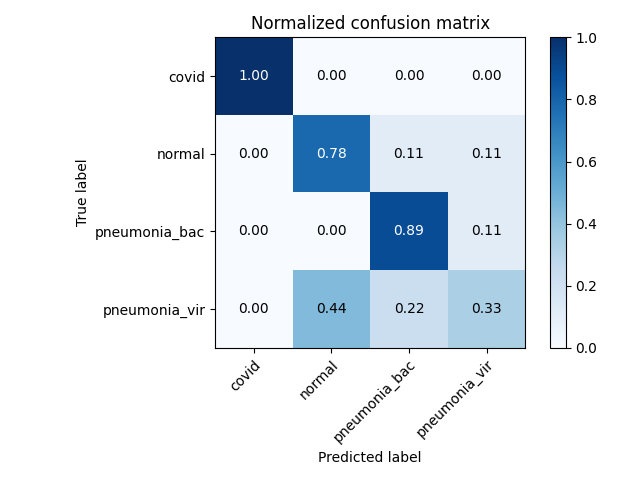 Normalized confusion matrix
True label
covid 1.00 0.00 0.00 0.00
normal 0.00 0.78 0.11 0.11
pneumonia_bac 0.00 0.00 0.89 0.11
pneumonia_vir 0.00 0.44 0.22 0.33
covid
normal
pneumonia_bac
pneumonia_vir
Predicted label
1.0
0.8
0.6
0.4
0.2
0.0